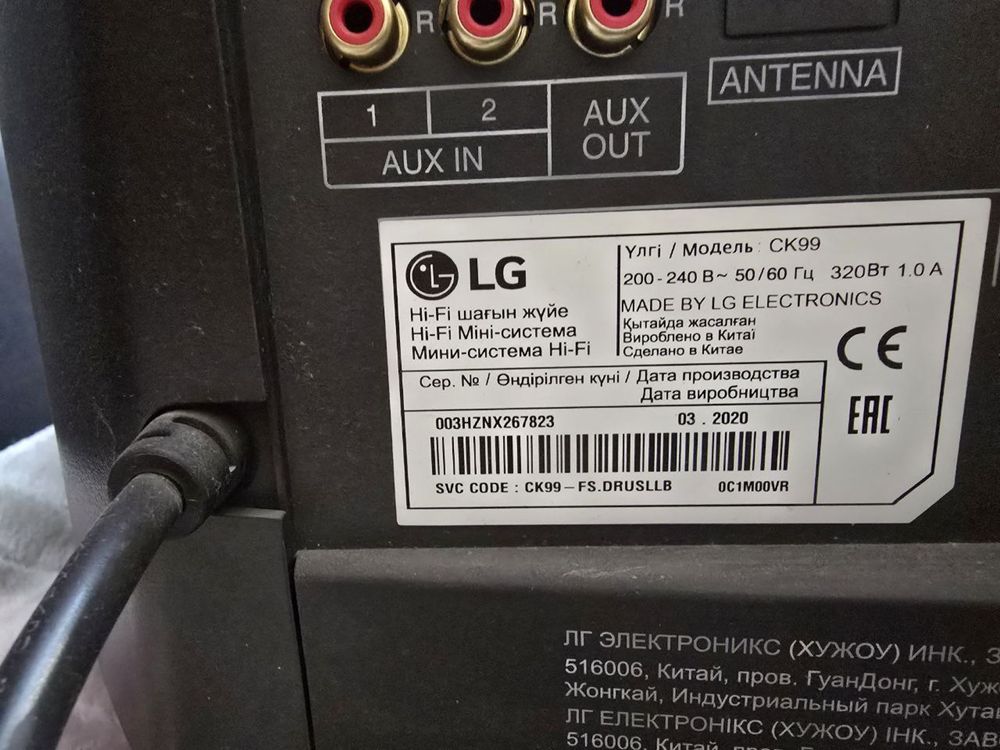 R R R
1 2
AUX IN
AUX
OUT
ANTENNA
LG
Hi-Fi шағын жүйе
Hi-Fi Міні-система
Мини-система Hi-Fi
Үлгі / Модель : CK99
200 - 240 В~ 50/60 Гц 320Вт 1.0 А
MADE BY LG ELECTRONICS
Қытайда жасалған
Вироблено в Китаї
Сделано в Китае
CE
EAC
Сер. № / Өндірілген күні / Дата производства
Дата виробництва
003HZNX267823 03 . 2020
SVC CODE : CK99-FS.DRUSLLB 0C1M00VR
ЛГ ЭЛЕКТРОНИКС (ХУЖОУ) ИНК.,
516006, Китай, пров. ГуанДонг, г.
Жонгкай, Индустриальный парк
ЛГ ЕЛЕКТРОНІКС (ХУЖОУ) ІНК.,
516006, Китай, пров. ГуанДонг,